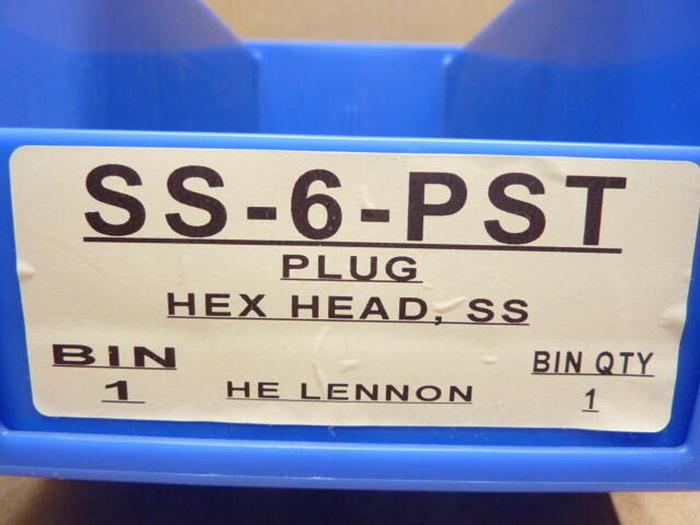 SS-6-PST
PLUG
HEX HEAD, SS
BIN
1
HE LENNON
BIN QTY
1